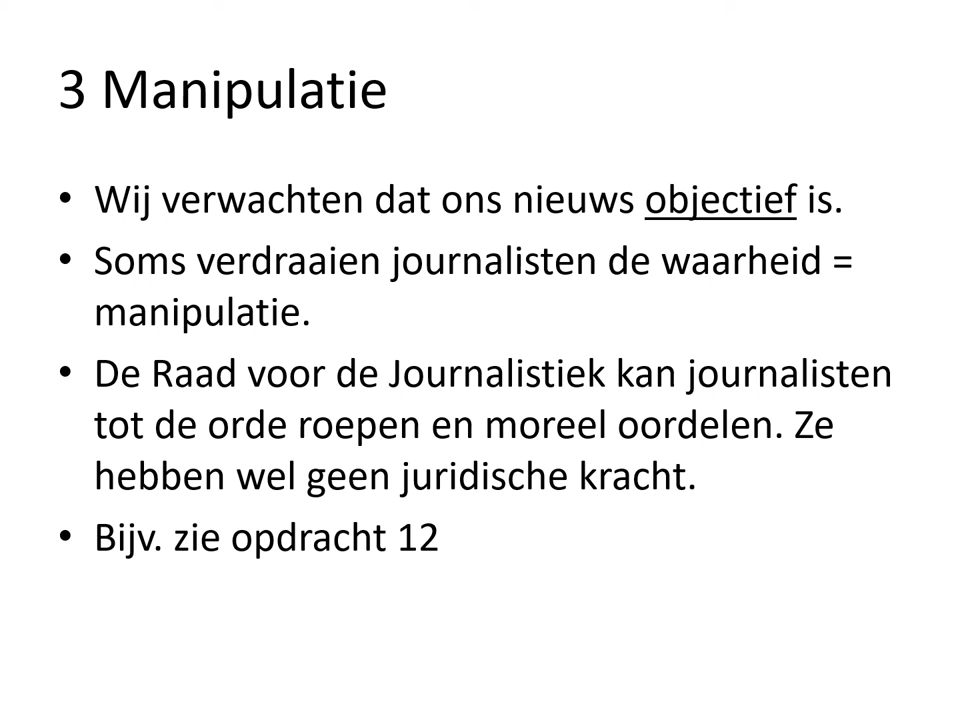 3 Manipulatie
• Wij verwachten dat ons nieuws objectief is.
• Soms verdraaien journalisten de waarheid =
manipulatie.
• De Raad voor de Journalistiek kan journalisten
tot de orde roepen en moreel oordelen. Ze
hebben wel geen juridische kracht.
• Bijv. zie opdracht 12